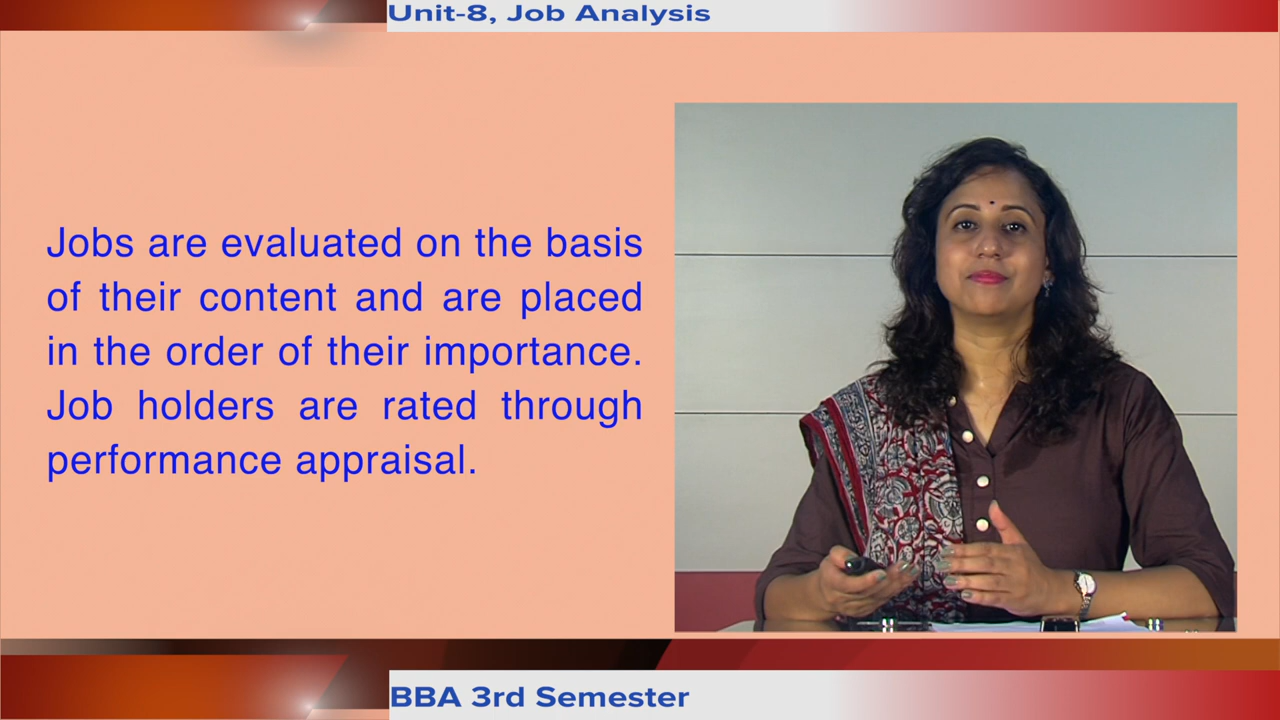 Unit-8, Job Analysis
Jobs are evaluated on the basis
of their content and are placed
in the order of their importance.
Job holders are rated through
performance appraisal.
BBA 3rd Semester